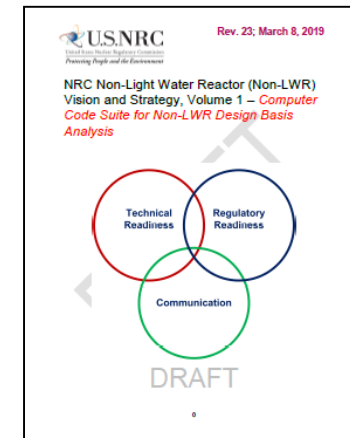 Rev. 23; March 8, 2019
U.S.NRC
United States Nuclear Regulatory Commission
Protecting People and the Environment
NRC Non-Light Water Reactor (Non-LWR)
Vision and Strategy, Volume 1 – Computer
Code Suite for Non-LWR Design Basis
Analysis
Technical
Readiness
Regulatory
Readiness
Communication
DRAFT
0